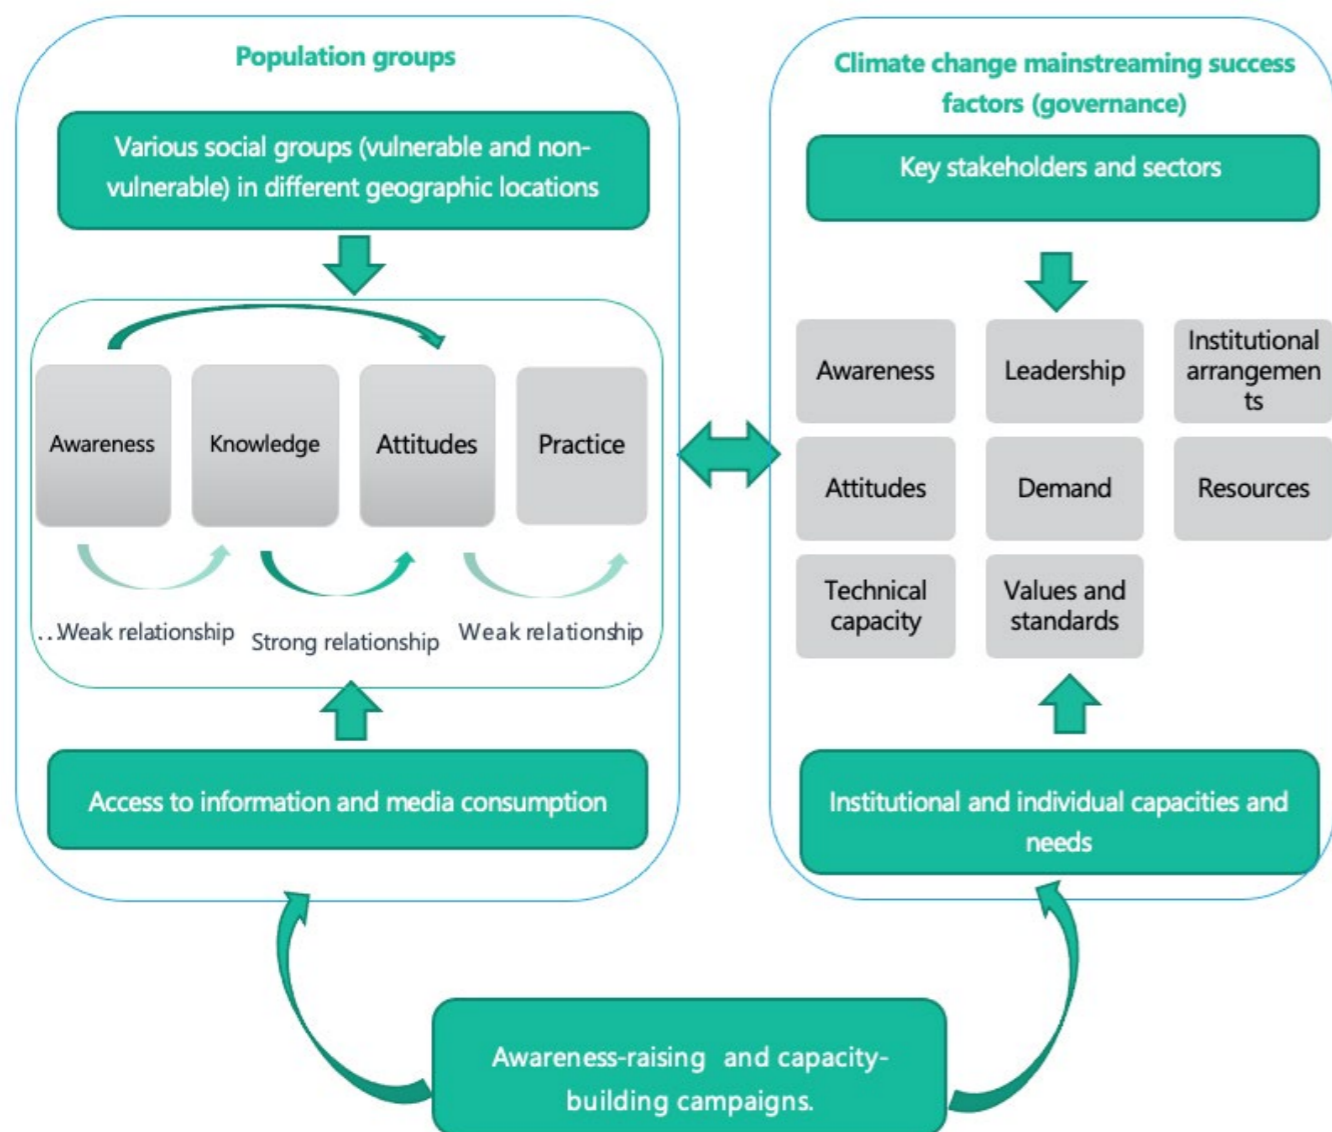 Population groups
Various social groups (vulnerable and non-
vulnerable) in different geographic locations
Awareness
Knowledge
Attitudes
Practice
...Weak relationship
Strong relationship
Weak relationship
Access to information and media consumption
Climate change mainstreaming success
factors (governance)
Key stakeholders and sectors
Awareness
Leadership
Institutional
arrangemen
ts
Attitudes
Demand
Resources
Technical
capacity
Values and
standards
Institutional and individual capacities and
needs
Awareness-raising and capacity-
building campaigns.